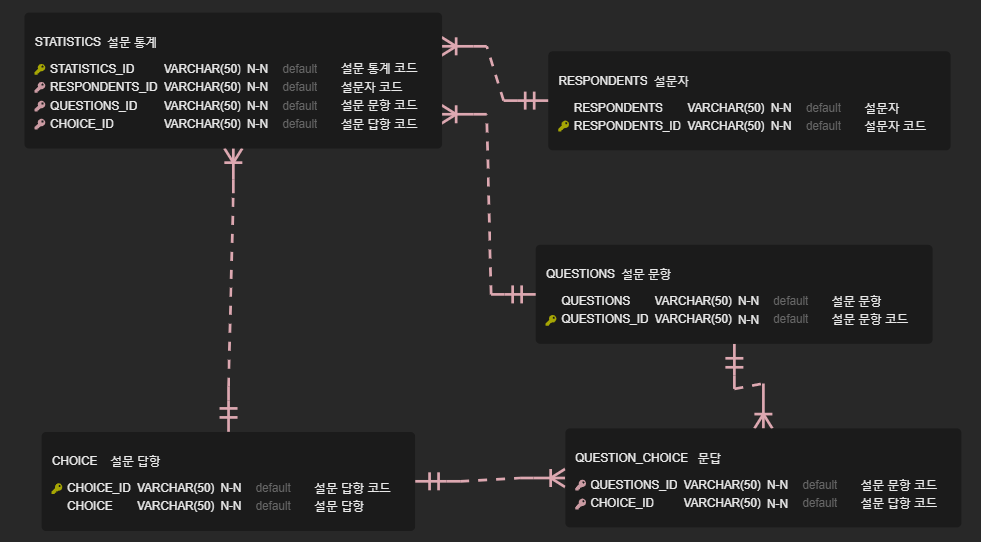 STATISTICS 설문 통계
STATISTICS_ID VARCHAR(50) N-N default 설문 통계 코드
RESPONDENTS_ID VARCHAR(50) N-N default 설문자 코드
QUESTIONS_ID VARCHAR(50) N-N default 설문 문항 코드
CHOICE_ID VARCHAR(50) N-N default 설문 답항 코드
RESPONDENTS 설문자
RESPONDENTS VARCHAR(50) N-N default 설문자
RESPONDENTS_ID VARCHAR(50) N-N default 설문자 코드
QUESTIONS 설문 문항
QUESTIONS VARCHAR(50) N-N default 설문 문항
QUESTIONS_ID VARCHAR(50) N-N default 설문 문항 코드
CHOICE 설문 답항
CHOICE_ID VARCHAR(50) N-N default 설문 답항 코드
CHOICE VARCHAR(50) N-N default 설문 답항
QUESTION_CHOICE 문답
QUESTIONS_ID VARCHAR(50) N-N default 설문 문항 코드
CHOICE_ID VARCHAR(50) N-N default 설문 답항 코드